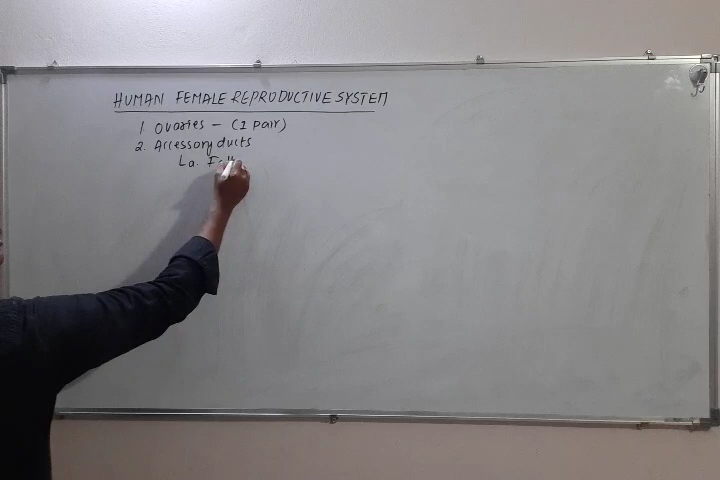 HUMAN FEMALE REPRODUCTIVE SYSTEM
1. Ovaries - (1 pair)
2. Accessory ducts
a.